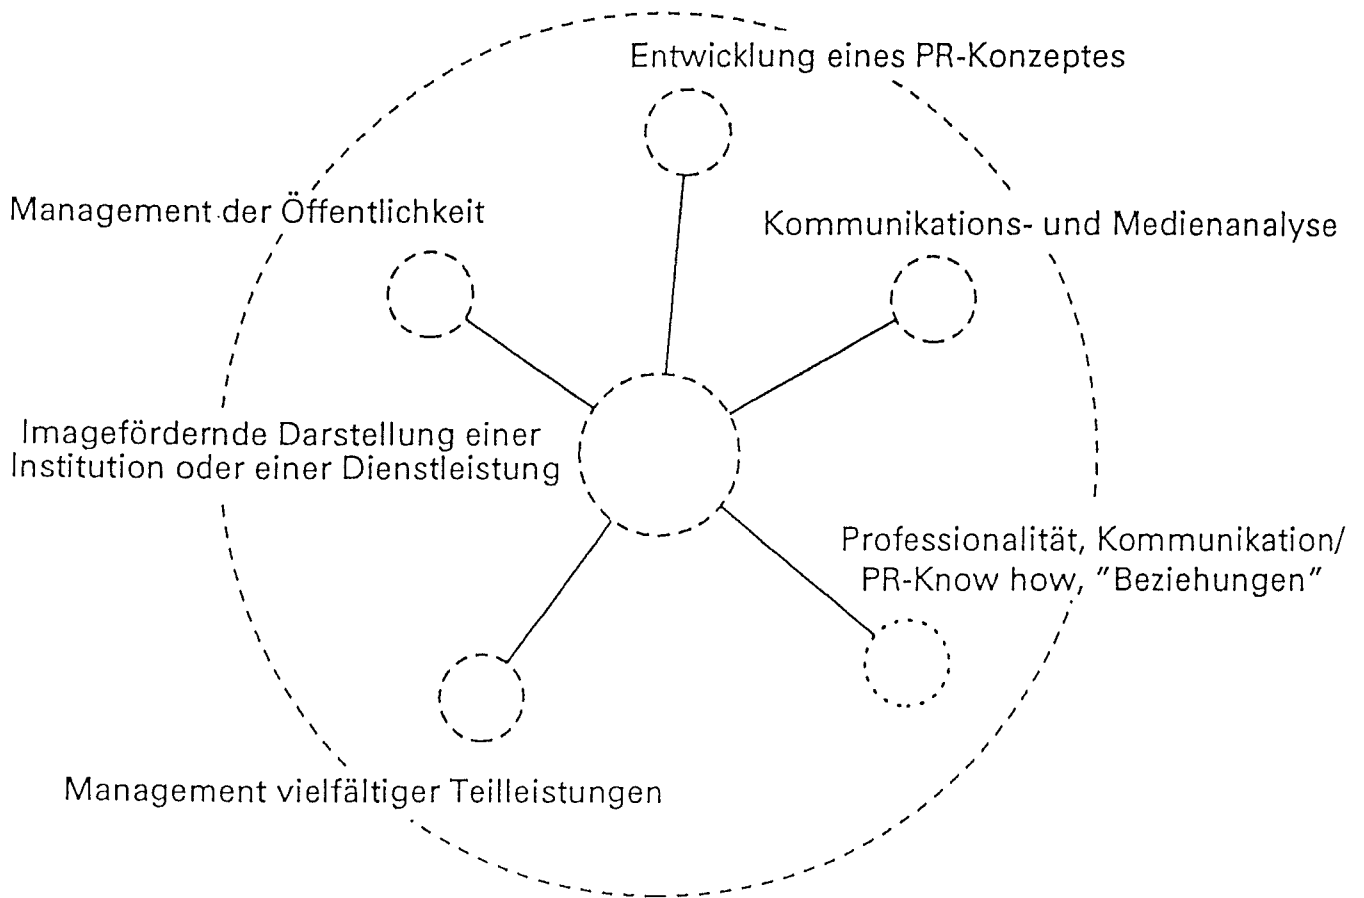 Entwicklung eines PR-Konzeptes
Management der Öffentlichkeit
Kommunikations- und Medienanalyse
Imagefördernde Darstellung einer
Institution oder einer Dienstleistung
Professionalität, Kommunikation/
PR-Know how, "Beziehungen"
Management vielfältiger Teilleistungen